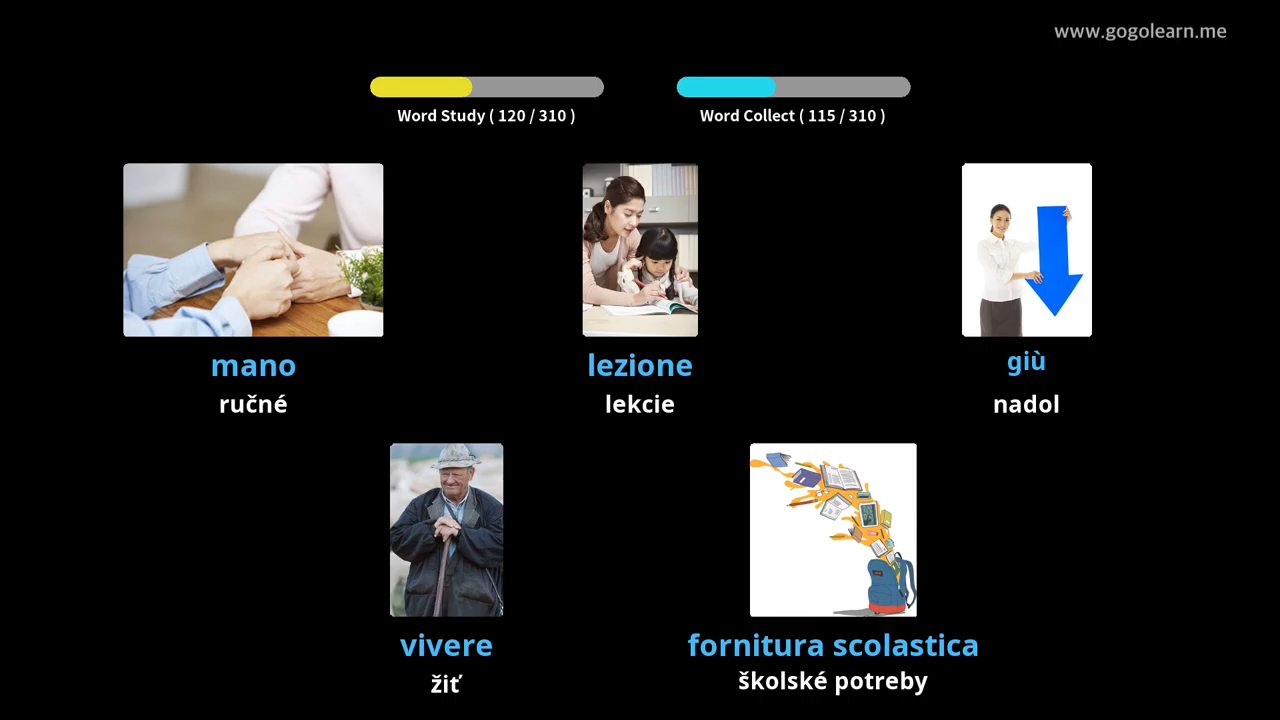 www.gogolearn.me
Word Study ( 120 / 310 )
Word Collect ( 115 / 310 )
mano
ručné
lezione
lekcie
giù
nadol
vivere
žiť
fornitura scolastica
školské potreby